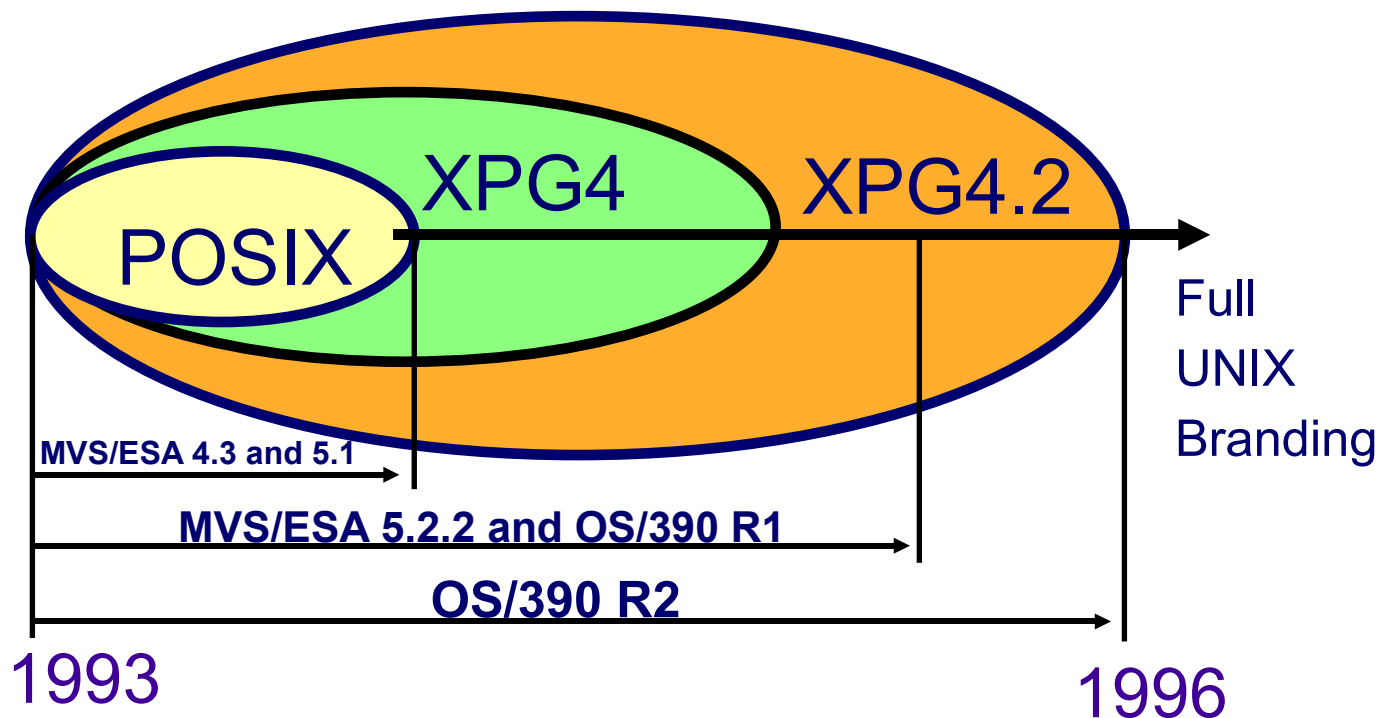 XPG4
XPG4.2
POSIX
Full
UNIX
Branding
MVS/ESA 4.3 and 5.1
MVS/ESA 5.2.2 and OS/390 R1
OS/390 R2
1993
1996